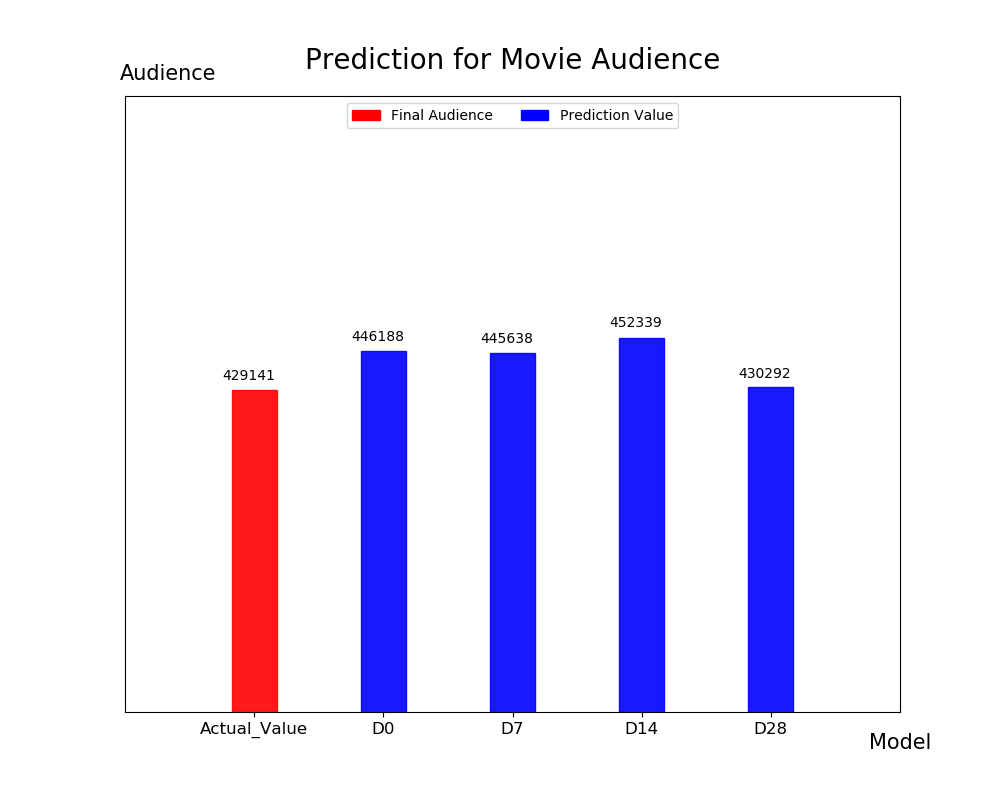 Prediction for Movie Audience
Audience
Final Audience
Prediction Value
429141
446188
445638
452339
430292
Actual_Value
D0
D7
D14
D28
Model